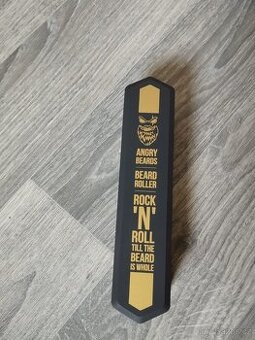 ANGRY
BEARDS
BEARD
ROLLER
ROCK
'N'
ROLL
TILL THE
BEARD
IS WHOLE